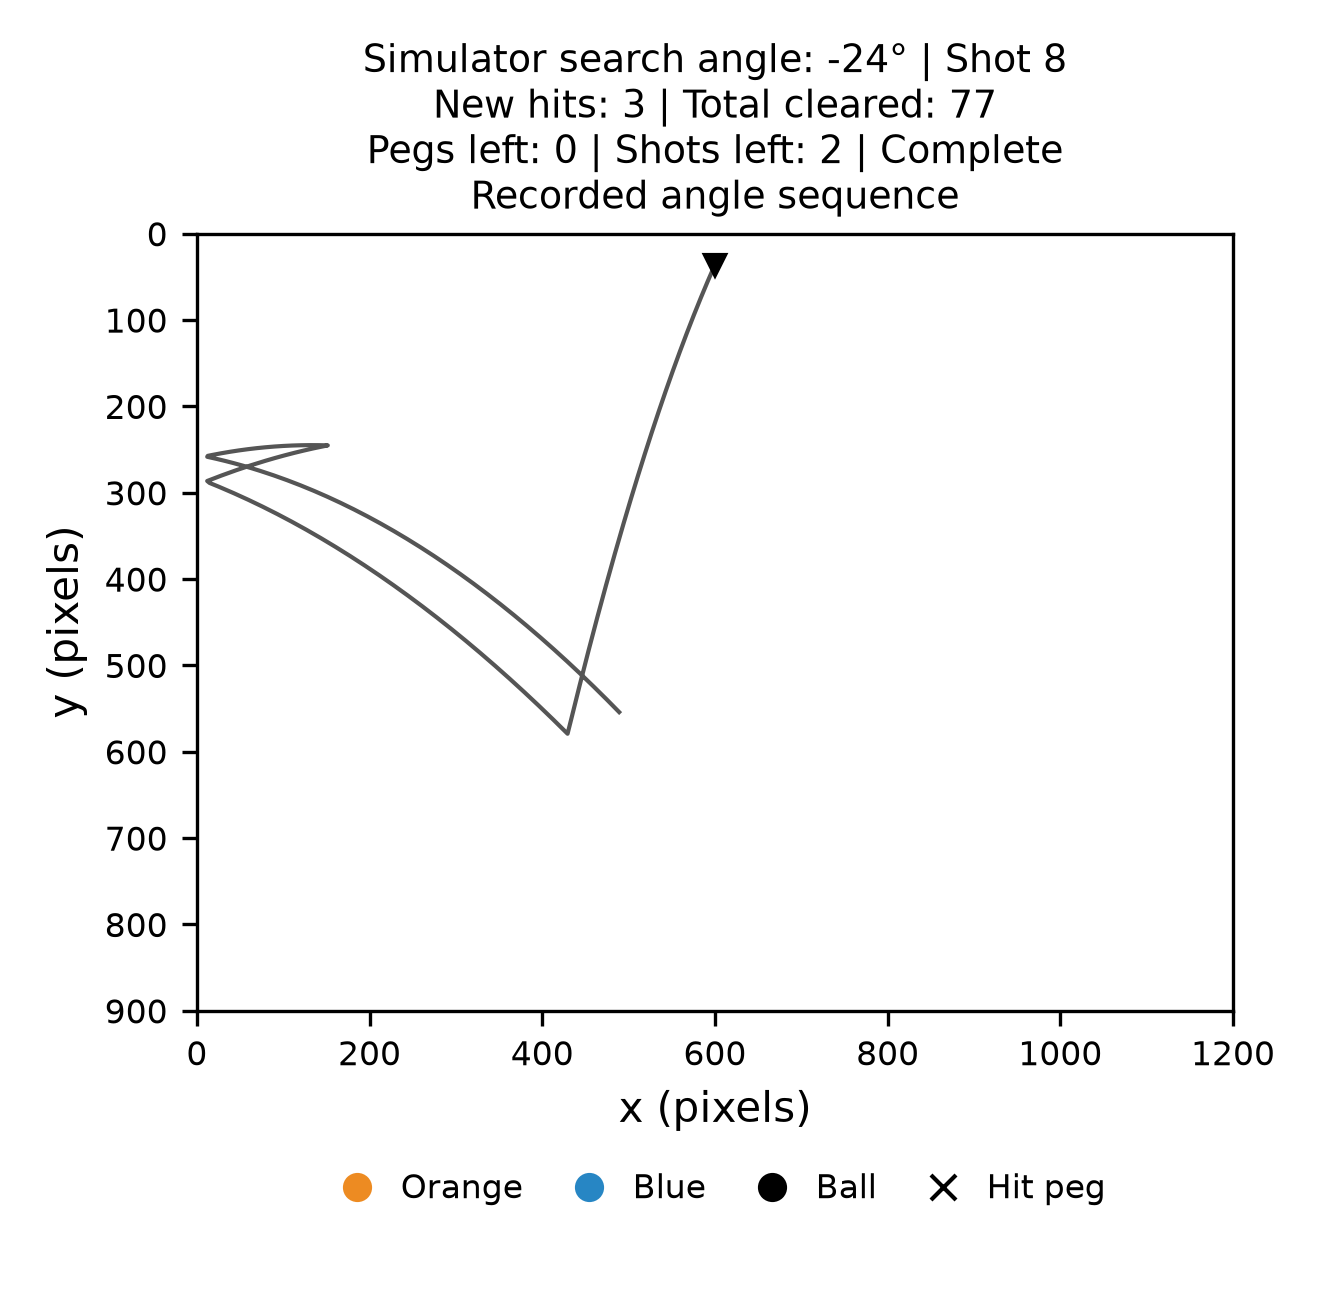 Simulator search angle: -24° | Shot 8
New hits: 3 | Total cleared: 77
Pegs left: 0 | Shots left: 2 | Complete
Recorded angle sequence
0
100
200
300
400
500
600
700
800
900
y (pixels)
0 200 400 600 800 1000 1200
x (pixels)
Orange Blue Ball Hit peg